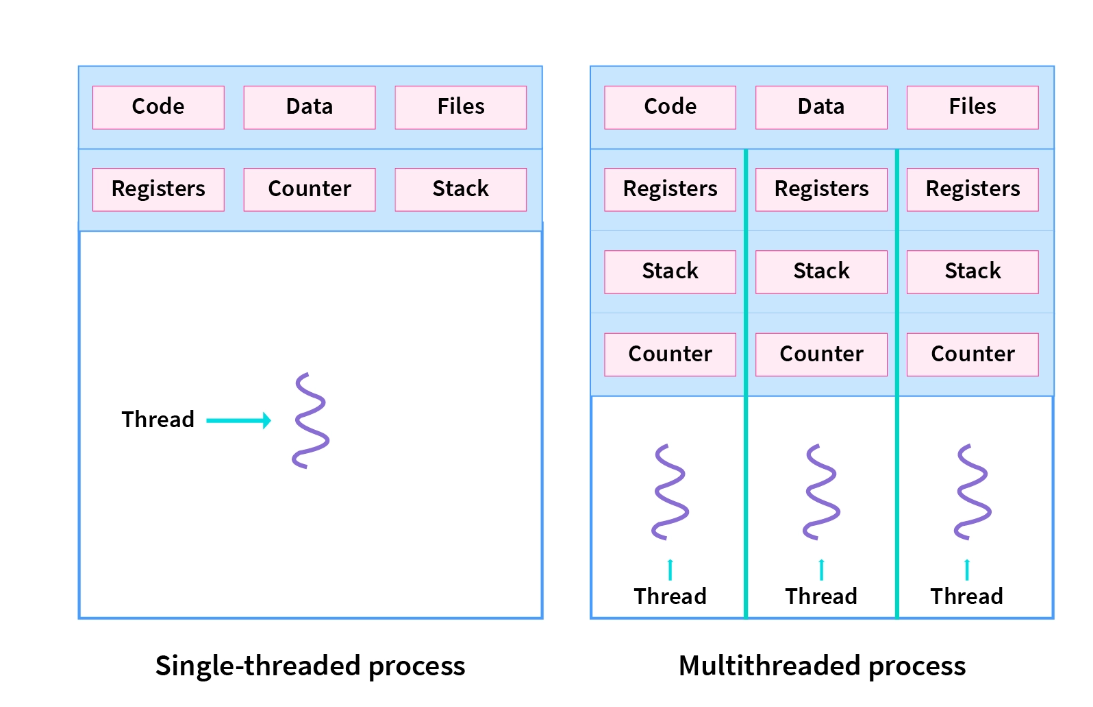 Code Data Files
Registers Counter Stack
Thread
Single-threaded process
Code Data Files
Registers Registers Registers
Stack Stack Stack
Counter Counter Counter
Thread Thread Thread
Multithreaded process